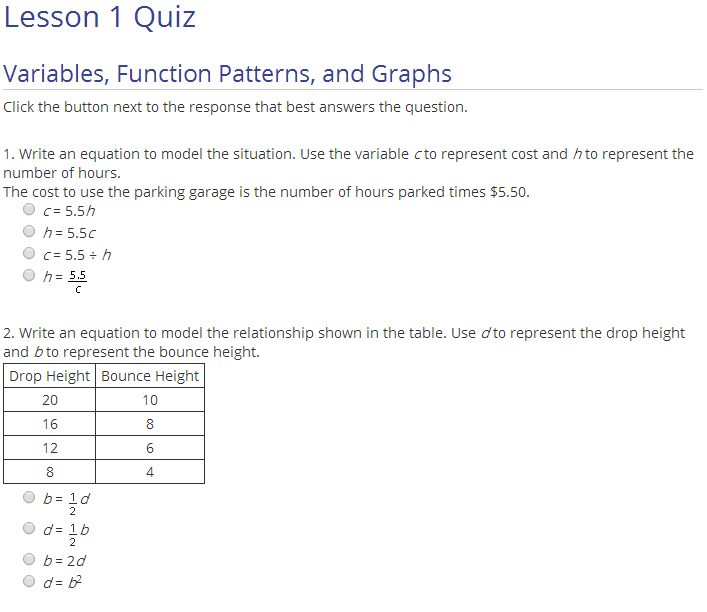 Lesson 1 Quiz
Variables, Function Patterns, and Graphs
Click the button next to the response that best answers the question.
1. Write an equation to model the situation. Use the variable c to represent cost and h to represent the
number of hours.
The cost to use the parking garage is the number of hours parked times $5.50.
c = 5.5h
h = 5.5c
c = 5.5 ÷ h
h = 5.5/c
2. Write an equation to model the relationship shown in the table. Use d to represent the drop height
and b to represent the bounce height.
Drop Height Bounce Height
20 10
16 8
12 6
8 4
b = 1/2 d
d = 1/2 b
b = 2d
d = b²